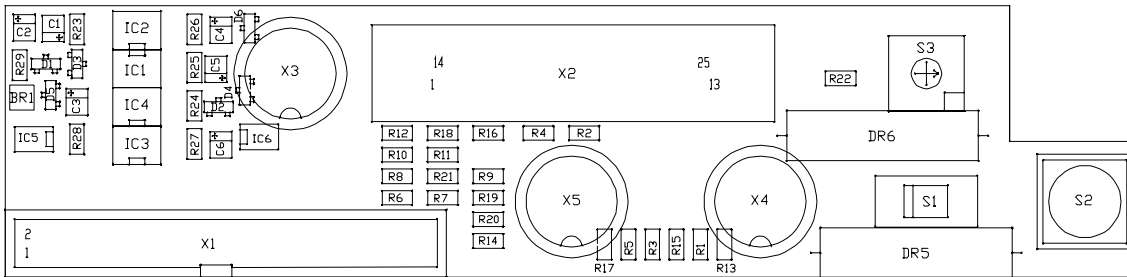 C2 C1 R23 IC2 R26 C4 D6
R29 D1 D3 IC1 R25 C5 X3 14 X2 25 S3
1 13 R22
BR1 D5 C3 IC4 R24 D2 D4
IC5 R28 IC3 R27 C6 IC6 R12 R18 R16 R4 R2 DR6
R10 R11
R8 R21 R9
R6 R7 R19 X5 X4 S1 S2
R20
2 X1 R14 R5 R3 R15 R1 DR5
1
R17 R13